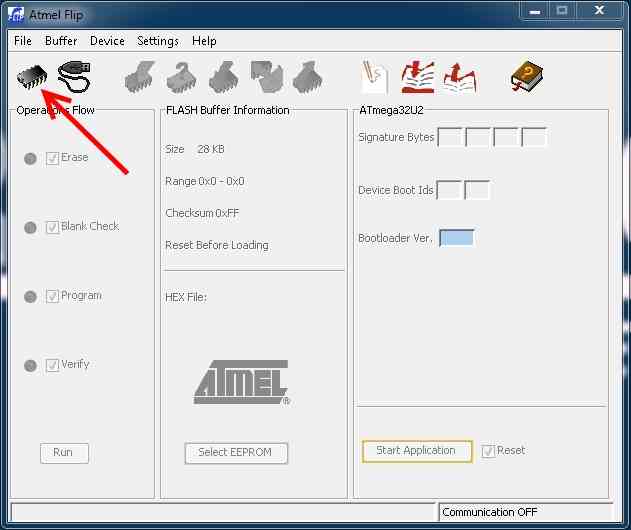 Atmel Flip
File Buffer Device Settings Help
Operations Flow
Erase
Blank Check
Program
Verify
Run
FLASH Buffer Information
Size 28 KB
Range 0x0 - 0x0
Checksum 0xFF
Reset Before Loading
HEX File:
ATMEL®
Select EEPROM
ATmega32U2
Signature Bytes
Device Boot Ids
Bootloader Ver.
Start Application
Reset
Communication OFF